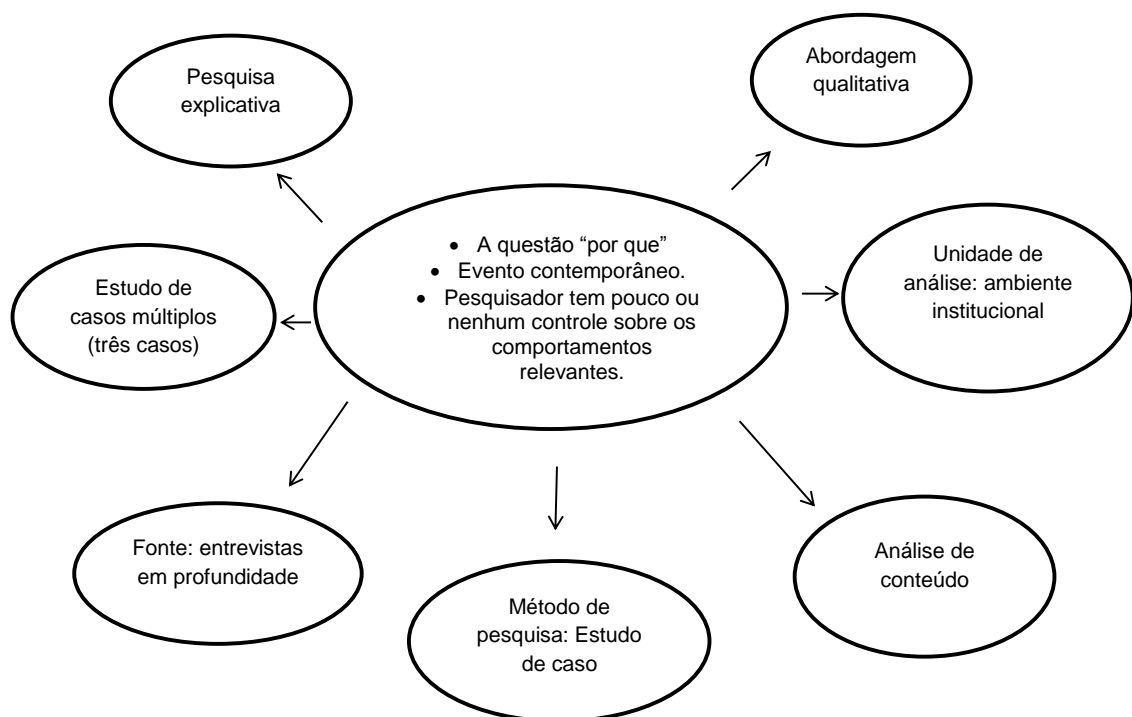 Pesquisa
explicativa
Abordagem
qualitativa
• A questão “por que”
• Evento contemporâneo.
• Pesquisador tem pouco ou
nenhum controle sobre os
comportamentos
relevantes.
Estudo de
casos múltiplos
(três casos)
Unidade de
análise: ambiente
institucional
Fonte: entrevistas
em profundidade
Método de
pesquisa: Estudo
de caso
Análise de
conteúdo